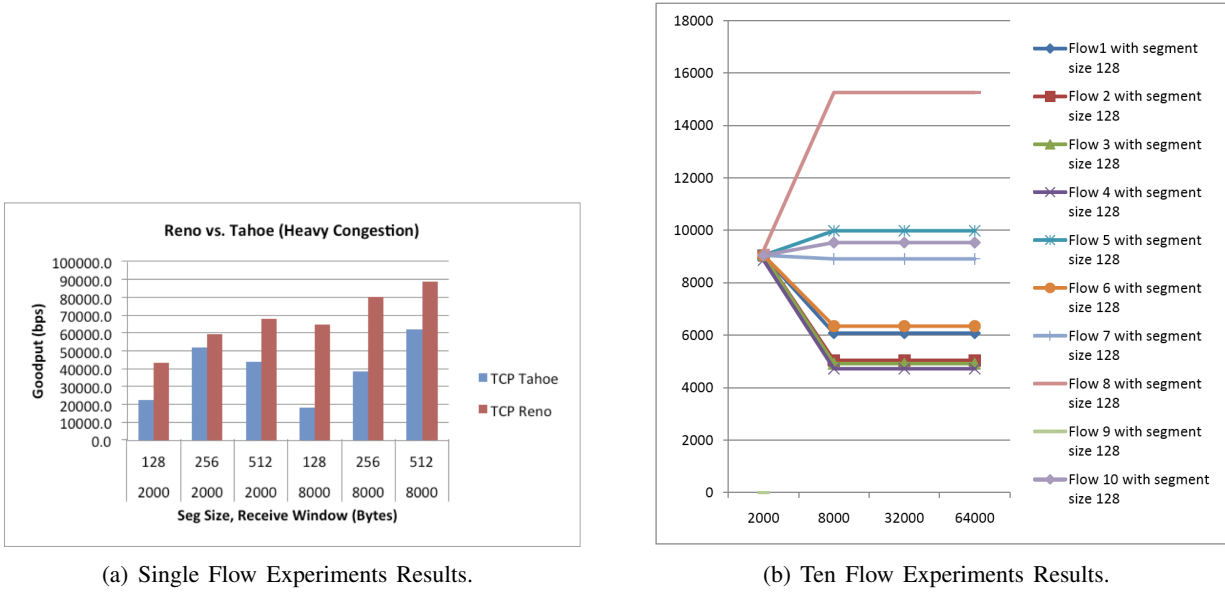 Reno vs. Tahoe (Heavy Congestion)
Goodput (bps)
100000.0
90000.0
80000.0
70000.0
60000.0
50000.0
40000.0
30000.0
20000.0
10000.0
0.0
128 256 512 128 256 512
2000 2000 2000 8000 8000 8000
Seg Size, Receive Window (Bytes)
TCP Tahoe
TCP Reno
(a) Single Flow Experiments Results.
18000
16000
14000
12000
10000
8000
6000
4000
2000
0
2000 8000 32000 64000
Flow1 with segment
size 128
Flow 2 with segment
size 128
Flow 3 with segment
size 128
Flow 4 with segment
size 128
Flow 5 with segment
size 128
Flow 6 with segment
size 128
Flow 7 with segment
size 128
Flow 8 with segment
size 128
Flow 9 with segment
size 128
Flow 10 with segment
size 128
(b) Ten Flow Experiments Results.